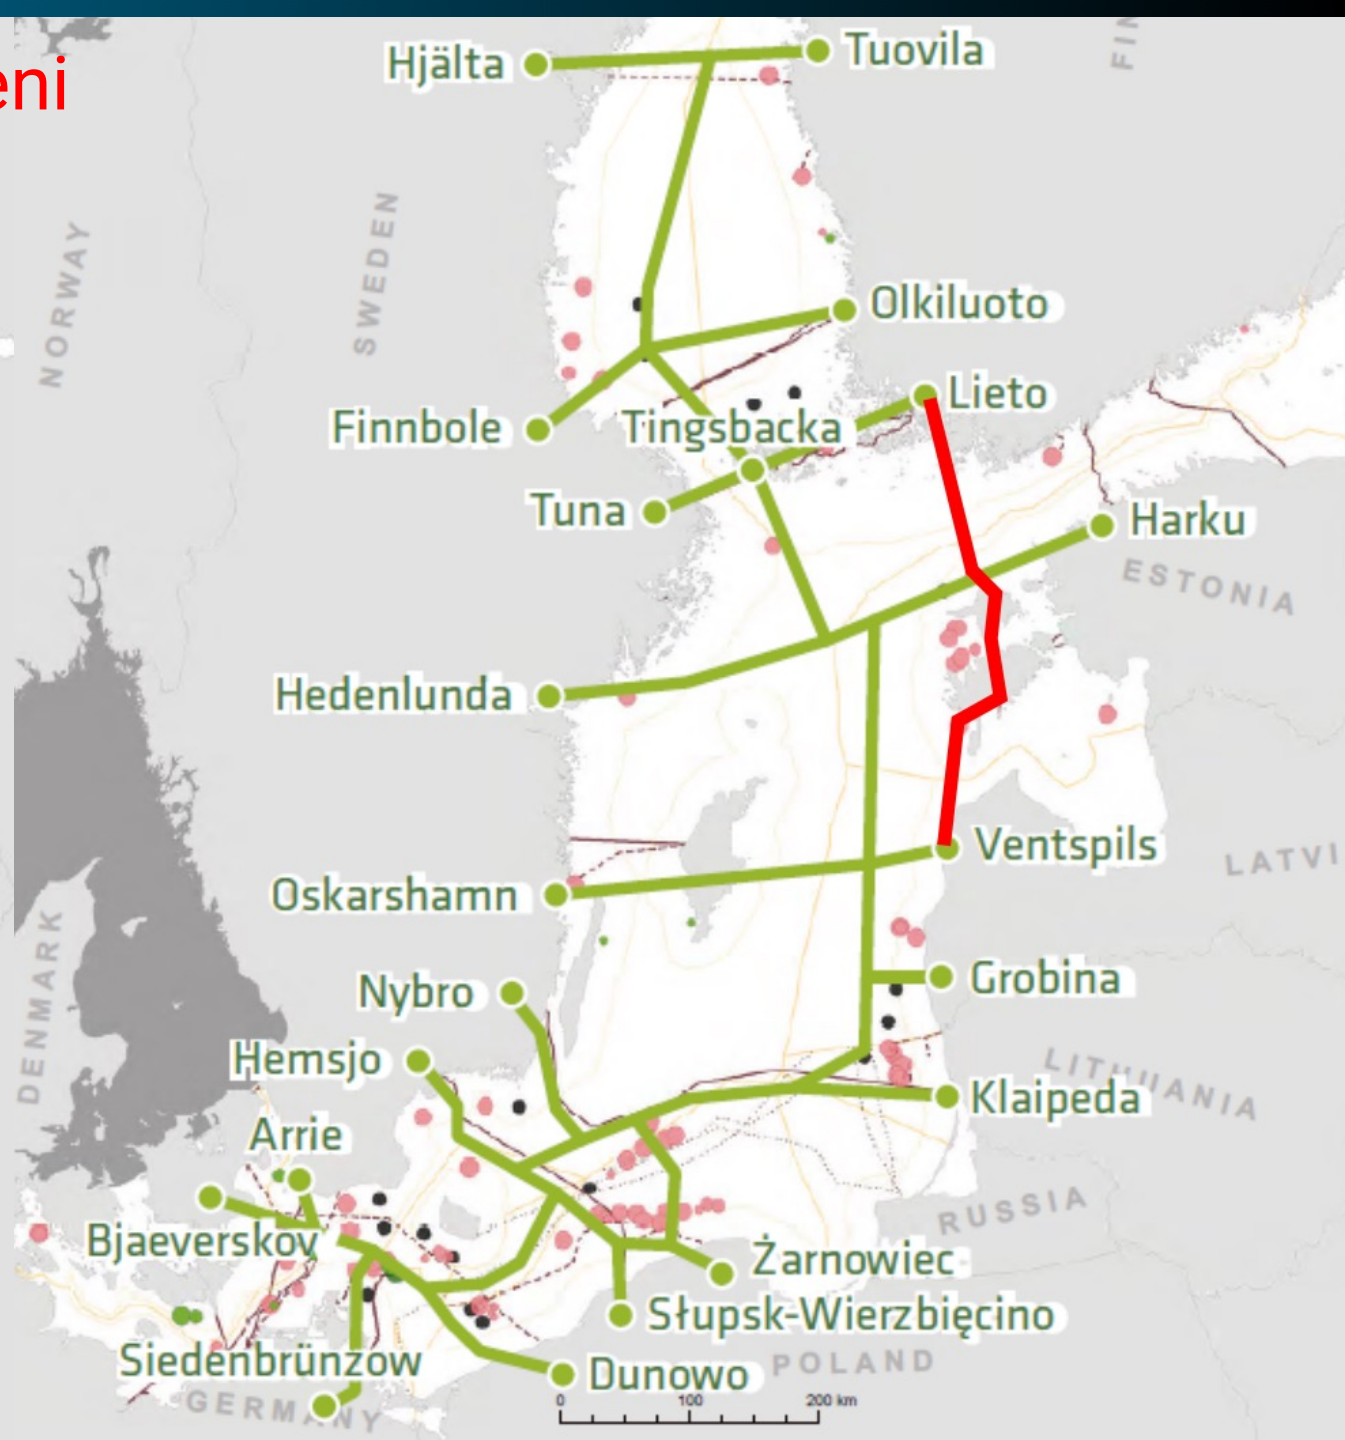 eni
Hjälta
Tuovila
FIN
NORWAY
SWEDEN
Olkiluoto
Lieto
Finnbole
Tingsbacka
Tuna
Harku
ESTONIA
Hedenlunda
Ventspils
LATVI
Oskarshamn
DENMARK
Nybro
Grobina
Hemsjo
LITHUANIA
Klaipeda
Arrie
RUSSIA
Bjaeverskov
Żarnowiec
Słupsk-Wierzbięcino
Siedenbrünzow
Dunowo
POLAND
GERMANY
0 100 200 km